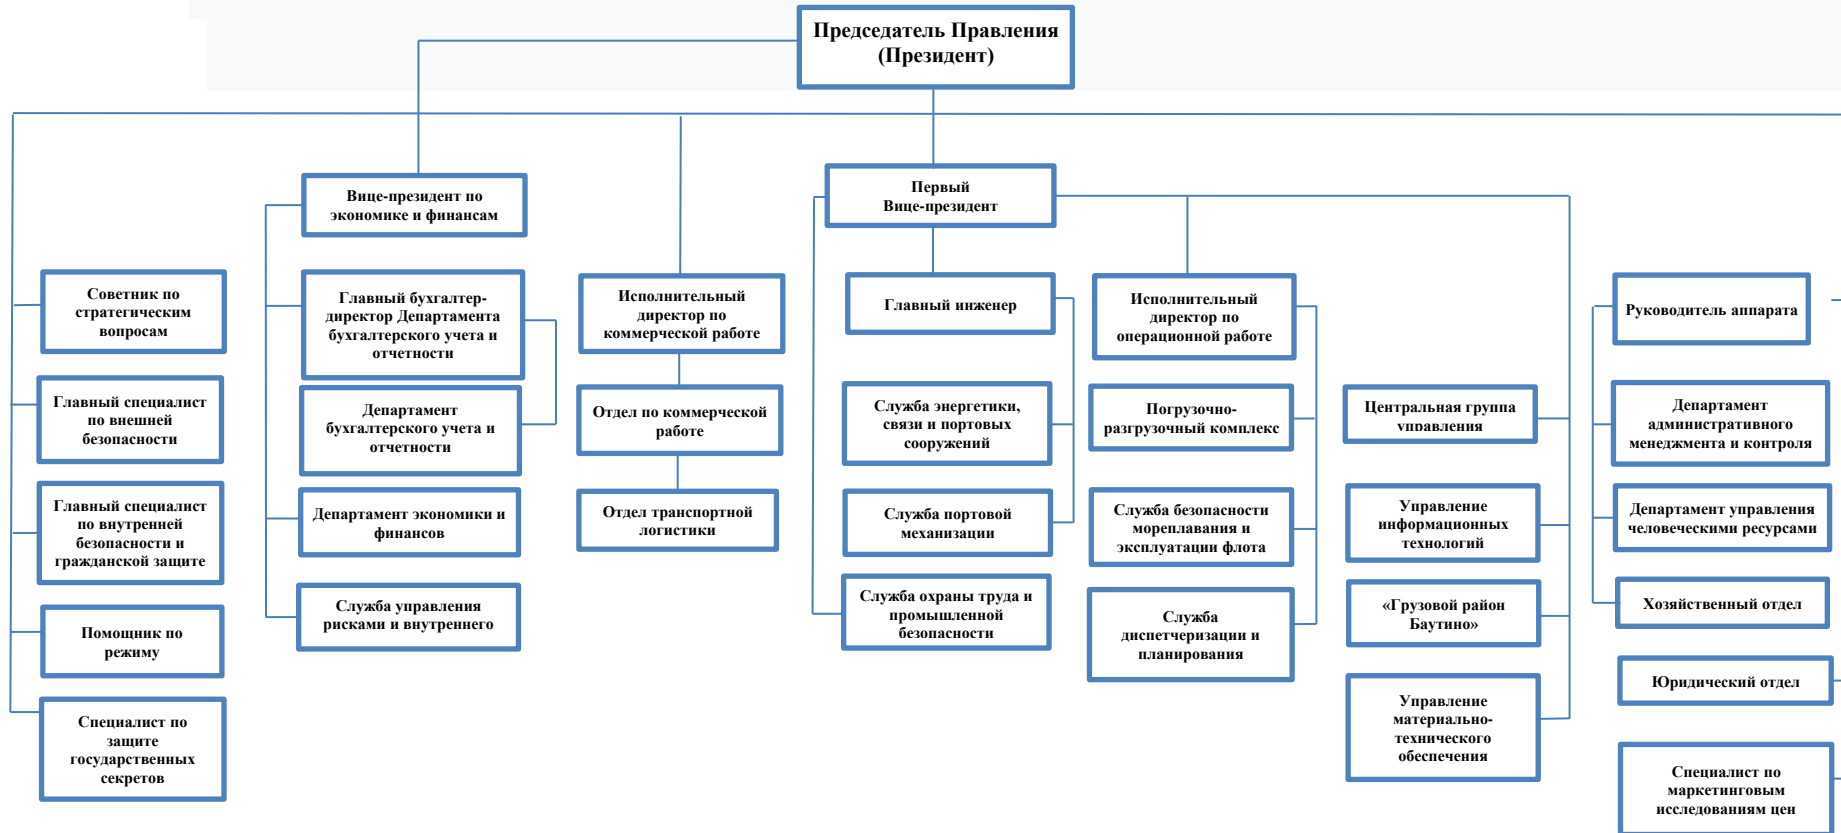 Председатель Правления
(Президент)
Вице-президент по
экономике и финансам
Первый
Вице-президент
Советник по
стратегическим
вопросам
Главный специалист
по внешней
безопасности
Главный специалист
по внутренней
безопасности и
гражданской защите
Помощник по
режиму
Специалист по
защите
государственных
секретов
Главный бухгалтер-
директор Департамента
бухгалтерского учета и
отчетности
Департамент
бухгалтерского учета и
отчетности
Департамент экономики и
финансов
Служба управления
рисками и внутреннего
Исполнительный
директор по
коммерческой работе
Отдел по коммерческой
работе
Отдел транспортной
логистики
Главный инженер
Служба энергетики,
связи и портовых
сооружений
Служба портовой
механизации
Служба охраны труда и
промышленной
безопасности
Исполнительный
директор по
операционной работе
Погрузочно-
разгрузочный комплекс
Служба безопасности
мореплавания и
эксплуатации флота
Служба
диспетчеризации и
планирования
Центральная группа
управления
Управление
информационных
технологий
«Грузовой район
Баутино»
Управление
материально-
технического
обеспечения
Руководитель аппарата
Департамент
административного
менеджмента и контроля
Департамент управления
человеческими ресурсами
Хозяйственный отдел
Юридический отдел
Специалист по
маркетинговым
исследованиям цен